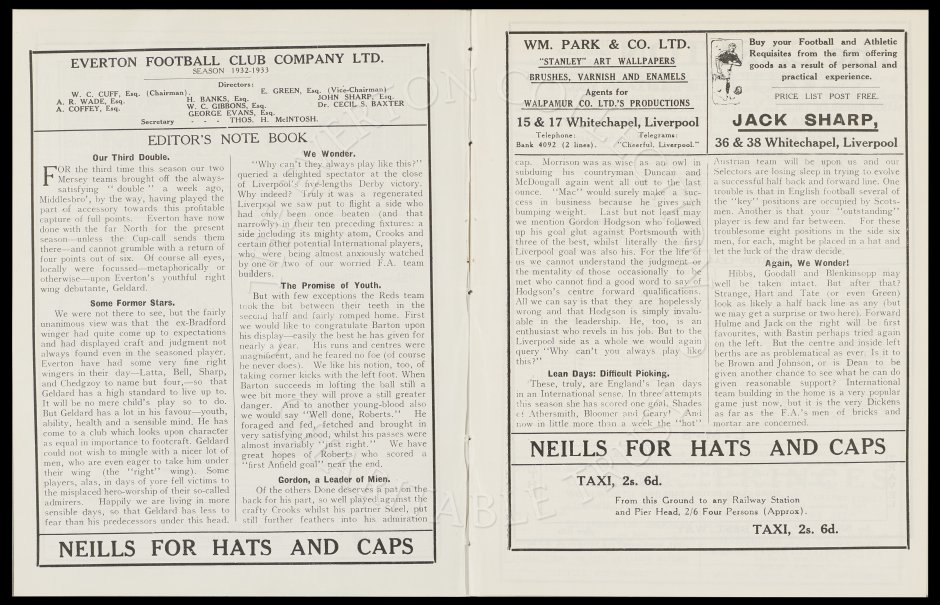 EVERTON FOOTBALL CLUB COMPANY LTD.
SEASON 1932-1933
Directors:
W. C. CUFF, Esq. (Chairman).
E. GREEN, Esq. (Vice-Chairman)
A. R. WADE, Esq.
H. BANKS, Esq.
JOHN SHARP, Esq.
A. COFFEY, Esq.
W. C. GIBBONS, Esq.
Dr. CECIL S. BAXTER
GEORGE EVANS, Esq.
Secretary - - - THOS. H. McINTOSH.
EDITOR'S NOTE BOOK
Our Third Double.
FOR the third time this season our two
Mersey teams brought off the always-
satisfying "double" a week ago,
Middlesbro', by the way, having played the
part of accessory towards this profitable
capture of full points. Everton have now
done with the far North for the present
season—unless the Cup-call sends them
there—and cannot grumble with a return of
four points out of six. Of course all eyes,
locally were focussed—metaphorically or
otherwise—upon Everton's youthful right
wing debutante, Geldard.
Some Former Stars.
We were not there to see, but the fairly
unanimous view was that the ex-Bradford
winger had quite come up to expectations
and had displayed craft and judgment not
always found even in the seasoned player.
Everton have had some very fine right
wingers in their day—Latta, Bell, Sharp,
and Chedgzoy to name but four,—so that
Geldard has a high standard to live up to.
It will be no mere child's play so to do.
But Geldard has a lot in his favour—youth,
ability, health and a sensible mind. He has
come to a club which looks upon character
as equal in importance to footcraft. Geldard
could not wish to mingle with a nicer lot of
men, who are even eager to take him under
their wing (the "right" wing). Some
players, alas, in days of yore fell victims to
the misplaced hero-worship of their so-called
admirers. Happily we are living in more
sensible days, so that Geldard has less to
fear than his predecessors under this head.
We Wonder.
"Why can't they always play like this?"
queried a delighted spectator at the close
of Liverpool's five-lengths Derby victory.
Why indeed? Truly it was a regenerated
Liverpool we saw put to flight a side who
had only been once beaten (and that
narrowly) in their ten preceding fixtures: a
side including its mighty atom, Crooks and
certain other potential International players,
who were being almost anxiously watched
by one or two of our worried F.A. team
builders.
The Promise of Youth.
But with few exceptions the Reds team
took the bit between their teeth in the
second half and fairly romped home. First
we would like to congratulate Barton upon
his display—easily the best he has given for
nearly a year. His runs and centres were
magnificent, and he feared no foe (of course
he never does). We like his notion, too, of
taking corner kicks with the left foot. When
Barton succeeds in lofting the ball still a
wee bit more they will prove a still greater
danger. And to another young-blood also
we would say "Well done, Roberts." He
foraged and fed, fetched and brought in
very satisfying mood, whilst his passes were
almost invariably "just right." We have
great hopes of Roberts who scored a
"first Anfield goal" near the end.
Gordon, a Leader of Mien.
Of the others Done deserves a pat on the
back for his part, so well played against the
crafty Crooks whilst his partner Steel, put
still further feathers into his admiration
NEILLS FOR HATS AND CAPS
WM. PARK & CO. LTD.
"STANLEY" ART WALLPAPERS
BRUSHES, VARNISH AND ENAMELS
Agents for
WALPAMUR CO. LTD.'S PRODUCTIONS
15 & 17 Whitechapel, Liverpool
Telephone: Telegrams:
Bank 4092 (2 lines). "Cheerful, Liverpool."
Buy your Football and Athletic
Requisites from the firm offering
goods as a result of personal and
practical experience.
PRICE LIST POST FREE.
JACK SHARP,
36 & 38 Whitechapel, Liverpool
cap. Morrison was as wise as an owl in
subduing his countryman Duncan and
McDougall again went all out to the last
ounce. "Mac" would surely make a suc-
cess in business because he gives such
bumping weight. Last but not least may
we mention Gordon Hodgson who followed
up his goal glut against Portsmouth with
three of the best, whilst literally the first
Liverpool goal was also his. For the life of
us we cannot understand the judgment or
the mentality of those occasionally to be
met who cannot find a good word to say of
Hodgson's centre forward qualifications.
All we can say is that they are hopelessly
wrong and that Hodgson is simply invalu-
able in the leadership. He, too, is an
enthusiast who revels in his job. But to the
Liverpool side as a whole we would again
query "Why can't you always play like
this?"
Lean Days: Difficult Picking.
These, truly, are England's lean days
in an International sense. In three attempts
this season she has scored one goal. Shades
of Athersmith, Bloomer and Geary! And
now in little more than a week the "hot"
Austrian team will be upon us and our
Selectors are losing sleep in trying to evolve
a successful half back and forward line. One
trouble is that in English football several of
the "key" positions are occupied by Scots-
men. Another is that your "outstanding"
player is few and far between. For these
troublesome eight positions in the side six
men, for each, might be placed in a hat and
let the luck of the draw decide.
Again, We Wonder!
Hibbs, Goodall and Blenkinsopp may
well be taken intact. But after that?
Strange, Hart and Tate (or even Green)
look as likely a half back line as any (but
we may get a surprise or two here). Forward
Hulme and Jack on the right will be first
favourites, with Bastin perhaps tried again
on the left. But the centre and inside left
berths are as problematical as ever. Is it to
be Brown and Johnson, or is Dean to be
given another chance to see what he can do
given reasonable support? International
team building in the home is a very popular
game just now, but it is the very Dickens
as far as the F.A.'s men of bricks and
mortar are concerned.
NEILLS FOR HATS AND CAPS
TAXI, 2s. 6d.
From this Ground to any Railway Station
and Pier Head, 2/6 Four Persons (Approx).
TAXI, 2s. 6d.